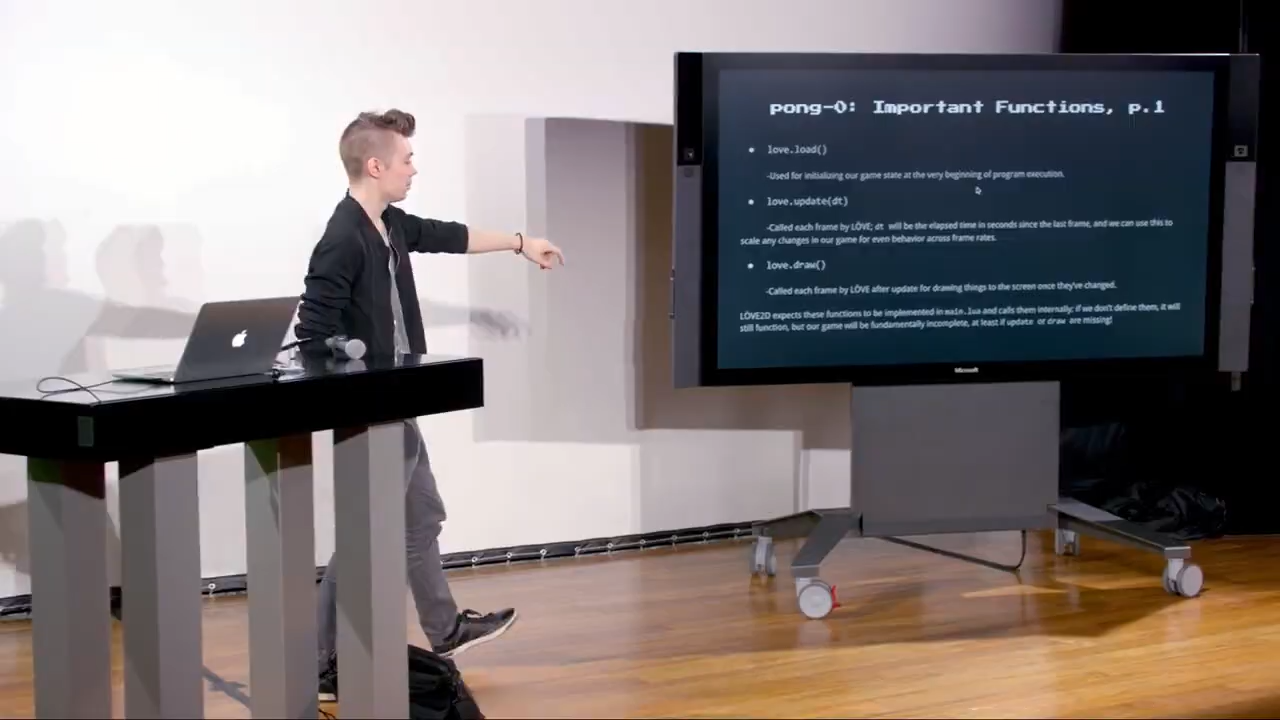 pong-0: Important Functions, p.1
• love.load()
-Used for initializing our game state at the very beginning of program execution.
• love.update(dt)
-Called each frame by LÖVE; dt will be the elapsed time in seconds since the last frame, and we can use this to
scale any changes in our game for even behavior across frame rates.
• love.draw()
-Called each frame by LÖVE after update for drawing things to the screen once they've changed.
LÖVE2D expects these functions to be implemented in main.lua and calls them internally; if we don't define them, it will
still function, but our game will be fundamentally incomplete, at least if update or draw are missing!
Microsoft